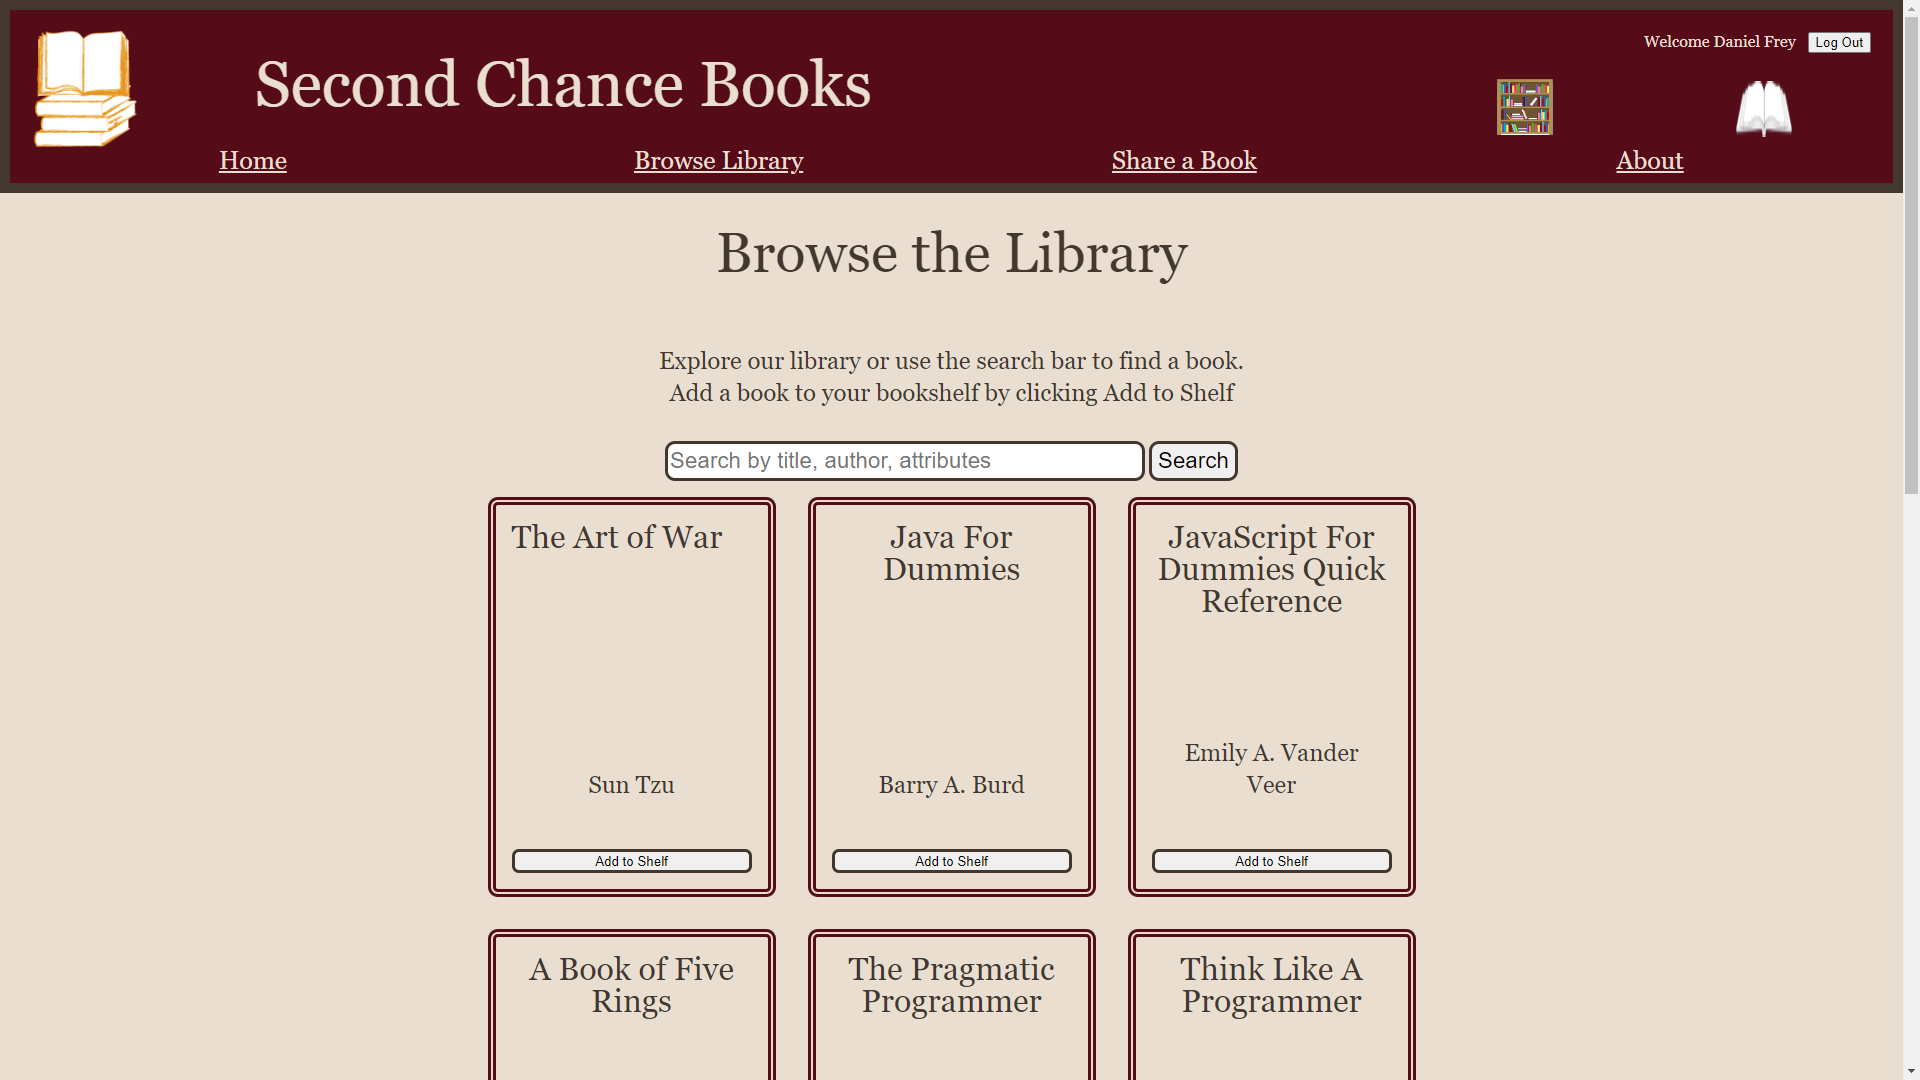 Welcome Daniel Frey Log Out
Second Chance Books
Home Browse Library Share a Book About
Browse the Library
Explore our library or use the search bar to find a book.
Add a book to your bookshelf by clicking Add to Shelf
Search by title, author, attributes Search
The Art of War
Sun Tzu
Add to Shelf
Java For
Dummies
Barry A. Burd
Add to Shelf
JavaScript For
Dummies Quick
Reference
Emily A. Vander
Veer
Add to Shelf
A Book of Five
Rings
The Pragmatic
Programmer
Think Like A
Programmer